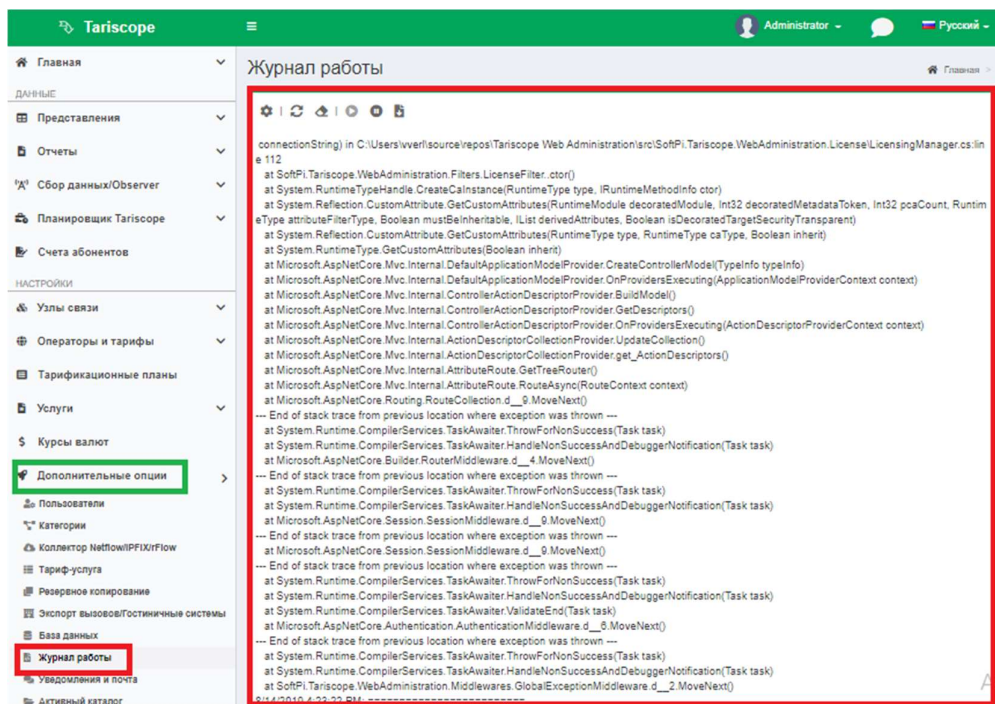 Tariscope
Administrator
Русский
Главная
ДАННЫЕ
Представления
Отчеты
Сбор данных/Observer
Планировщик Tariscope
Счета абонентов
НАСТРОЙКИ
Узлы связи
Операторы и тарифы
Тарификационные планы
Услуги
$ Курсы валют
Дополнительные опции
Пользователи
Категории
Коллектор Netflow/IPFIX/rFlow
Тариф-услуга
Резервное копирование
Экспорт вызовов/Гостиничные системы
База данных
Журнал работы
Уведомления и почта
Активный каталог
Журнал работы
Главная >
connectionString) in C:\Users\vverl\source\repos\Tariscope Web Administration\src\SoftPi.Tariscope.WebAdministration.License\LicensingManager.cs:lin
e 112
at SoftPi.Tariscope.WebAdministration.Filters.LicenseFilter..ctor()
at System.RuntimeTypeHandle.CreateCaInstance(RuntimeType type, IRuntimeMethodInfo ctor)
at System.Reflection.CustomAttribute.GetCustomAttributes(RuntimeModule decoratedModule, Int32 decoratedMetadataToken, Int32 pcaCount, Runtim
eType attributeFilterType, Boolean mustBeInheritable, IList derivedAttributes, Boolean isDecoratedTargetSecurityTransparent)
at System.Reflection.CustomAttribute.GetCustomAttributes(RuntimeType type, RuntimeType caType, Boolean inherit)
at System.RuntimeType.GetCustomAttributes(Boolean inherit)
at Microsoft.AspNetCore.Mvc.Internal.DefaultApplicationModelProvider.CreateControllerModel(TypeInfo typeInfo)
at Microsoft.AspNetCore.Mvc.Internal.DefaultApplicationModelProvider.OnProvidersExecuting(ApplicationModelProviderContext context)
at Microsoft.AspNetCore.Mvc.Internal.ControllerActionDescriptorProvider.BuildModel()
at Microsoft.AspNetCore.Mvc.Internal.ControllerActionDescriptorProvider.GetDescriptors()
at Microsoft.AspNetCore.Mvc.Internal.ControllerActionDescriptorProvider.OnProvidersExecuting(ActionDescriptorProviderContext context)
at Microsoft.AspNetCore.Mvc.Internal.ActionDescriptorCollectionProvider.UpdateCollection()
at Microsoft.AspNetCore.Mvc.Internal.ActionDescriptorCollectionProvider.get_ActionDescriptors()
at Microsoft.AspNetCore.Mvc.Internal.AttributeRoute.GetTreeRouter()
at Microsoft.AspNetCore.Mvc.Internal.AttributeRoute.RouteAsync(RouteContext context)
at Microsoft.AspNetCore.Routing.RouteCollection.d__9.MoveNext()
--- End of stack trace from previous location where exception was thrown ---
at System.Runtime.CompilerServices.TaskAwaiter.ThrowForNonSuccess(Task task)
at System.Runtime.CompilerServices.TaskAwaiter.HandleNonSuccessAndDebuggerNotification(Task task)
at Microsoft.AspNetCore.Builder.RouterMiddleware.d__4.MoveNext()
--- End of stack trace from previous location where exception was thrown ---
at System.Runtime.CompilerServices.TaskAwaiter.ThrowForNonSuccess(Task task)
at System.Runtime.CompilerServices.TaskAwaiter.HandleNonSuccessAndDebuggerNotification(Task task)
at Microsoft.AspNetCore.Session.SessionMiddleware.d__9.MoveNext()
--- End of stack trace from previous location where exception was thrown ---
at Microsoft.AspNetCore.Session.SessionMiddleware.d__9.MoveNext()
--- End of stack trace from previous location where exception was thrown ---
at System.Runtime.CompilerServices.TaskAwaiter.ThrowForNonSuccess(Task task)
at System.Runtime.CompilerServices.TaskAwaiter.HandleNonSuccessAndDebuggerNotification(Task task)
at System.Runtime.CompilerServices.TaskAwaiter.ValidateEnd(Task task)
at Microsoft.AspNetCore.Authentication.AuthenticationMiddleware.d__6.MoveNext()
--- End of stack trace from previous location where exception was thrown ---
at System.Runtime.CompilerServices.TaskAwaiter.ThrowForNonSuccess(Task task)
at System.Runtime.CompilerServices.TaskAwaiter.HandleNonSuccessAndDebuggerNotification(Task task)
at SoftPi.Tariscope.WebAdministration.Middlewares.GlobalExceptionMiddleware.d__2.MoveNext()